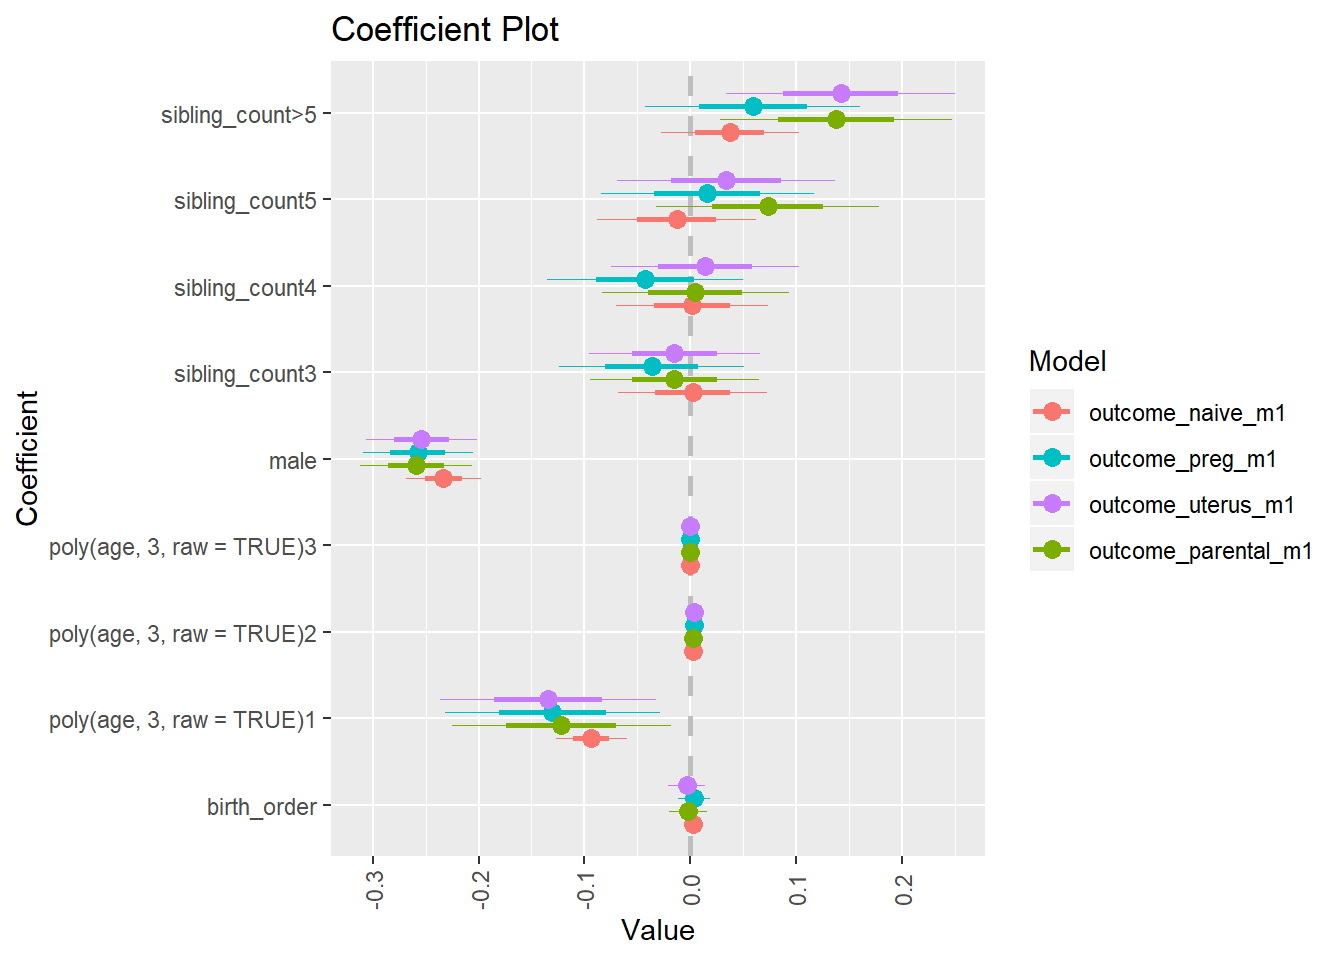 Coefficient Plot
Coefficient
sibling_count>5
sibling_count5
sibling_count4
sibling_count3
male
poly(age, 3, raw = TRUE)3
poly(age, 3, raw = TRUE)2
poly(age, 3, raw = TRUE)1
birth_order
-0.3
-0.2
-0.1
0.0
0.1
0.2
Value
Model
outcome_naive_m1
outcome_preg_m1
outcome_uterus_m1
outcome_parental_m1